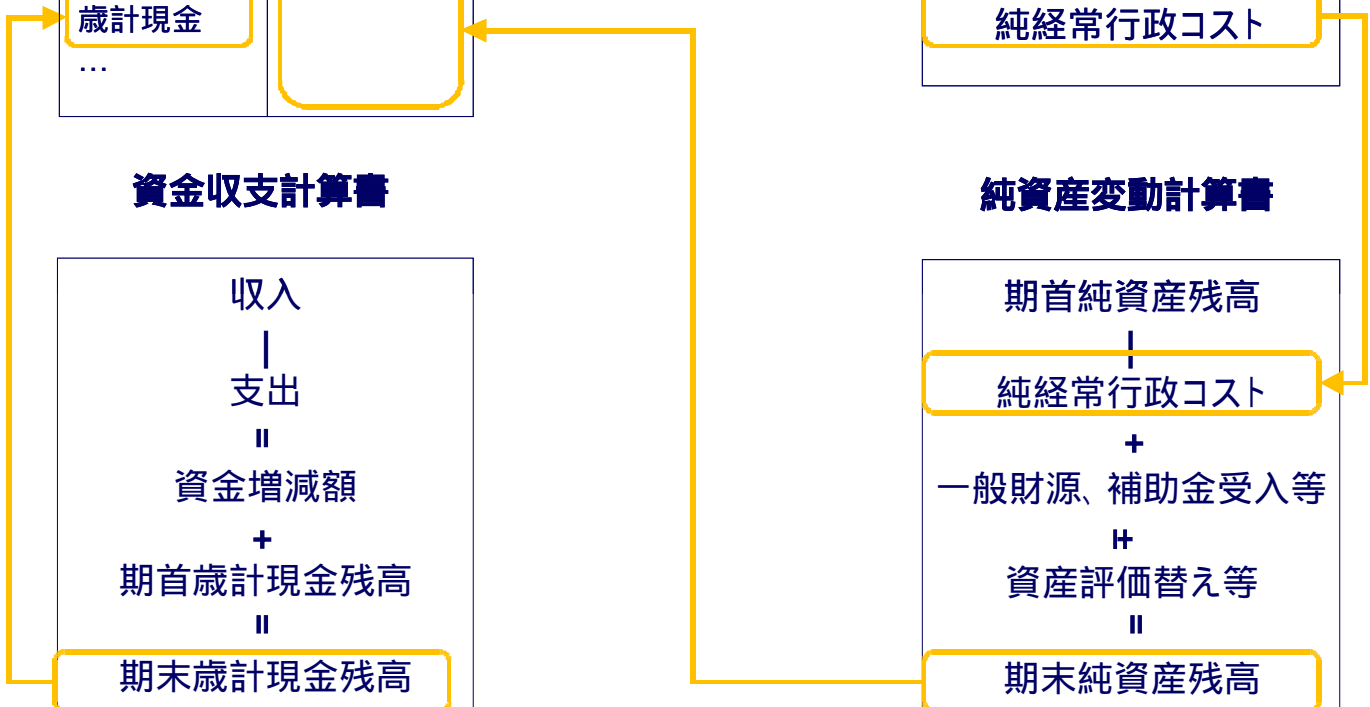 歳計現金
…
純経常行政コスト
資金収支計算書
収入
|
支出
=
資金増減額
+
期首歳計現金残高
=
期末歳計現金残高
純資産変動計算書
期首純資産残高
|
純経常行政コスト
+
一般財源、補助金受入等
±
資産評価替え等
=
期末純資産残高